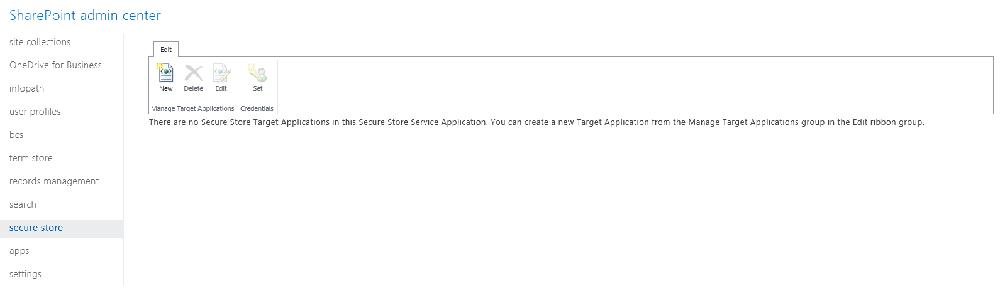 SharePoint admin center
site collections
OneDrive for Business
infopath
user profiles
bcs
term store
records management
search
secure store
apps
settings
Edit
New Delete Edit Set
Manage Target Applications Credentials
There are no Secure Store Target Applications in this Secure Store Service Application. You can create a new Target Application from the Manage Target Applications group in the Edit ribbon group.